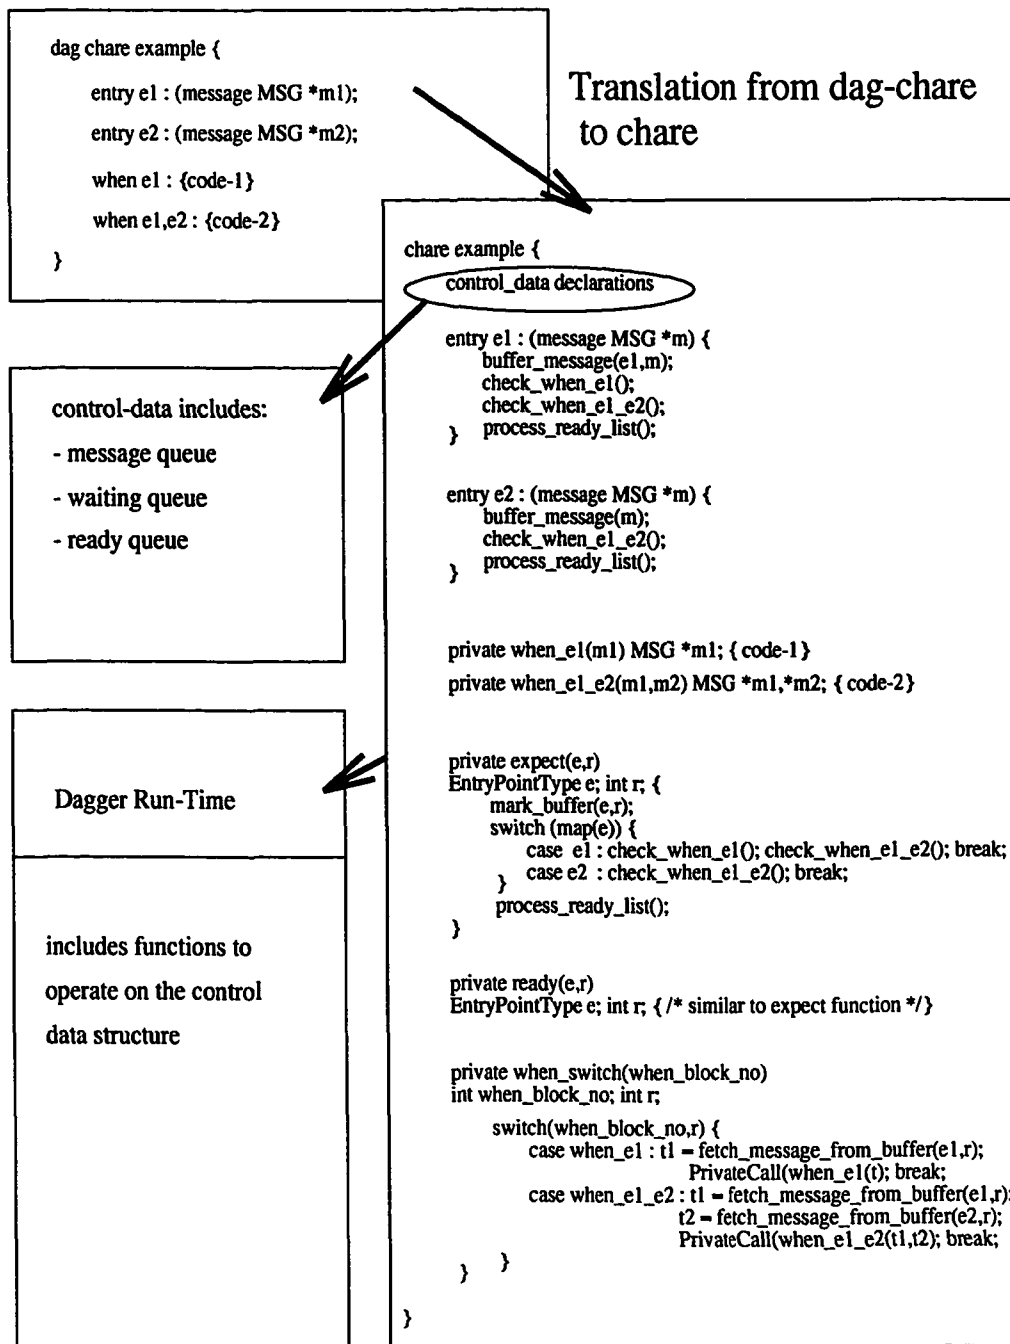 dag chare example {
entry e1 : (message MSG *m1);
entry e2 : (message MSG *m2);
when e1 : {code-1}
when e1,e2 : {code-2}
}
Translation from dag-chare
to chare
chare example {
control_data declarations
entry e1 : (message MSG *m) {
buffer_message(e1,m);
check_when_e1();
check_when_e1_e2();
} process_ready_list();
entry e2 : (message MSG *m) {
buffer_message(m);
check_when_e1_e2();
} process_ready_list();
private when_e1(m1) MSG *m1; { code-1}
private when_e1_e2(m1,m2) MSG *m1,*m2; { code-2}
private expect(e,r)
EntryPointType e; int r; {
mark_buffer(e,r);
switch (map(e)) {
case e1 : check_when_e1(); check_when_e1_e2(); break;
} case e2 : check_when_e1_e2(); break;
process_ready_list();
}
private ready(e,r)
EntryPointType e; int r; { /* similar to expect function */}
private when_switch(when_block_no)
int when_block_no; int r;
switch(when_block_no,r) {
case when_e1 : t1 = fetch_message_from_buffer(e1,r);
PrivateCall(when_e1(t); break;
case when_e1_e2 : t1 = fetch_message_from_buffer(e1,r);
t2 = fetch_message_from_buffer(e2,r);
PrivateCall(when_e1_e2(t1,t2); break;
} }
}
control-data includes:
- message queue
- waiting queue
- ready queue
Dagger Run-Time
includes functions to
operate on the control
data structure